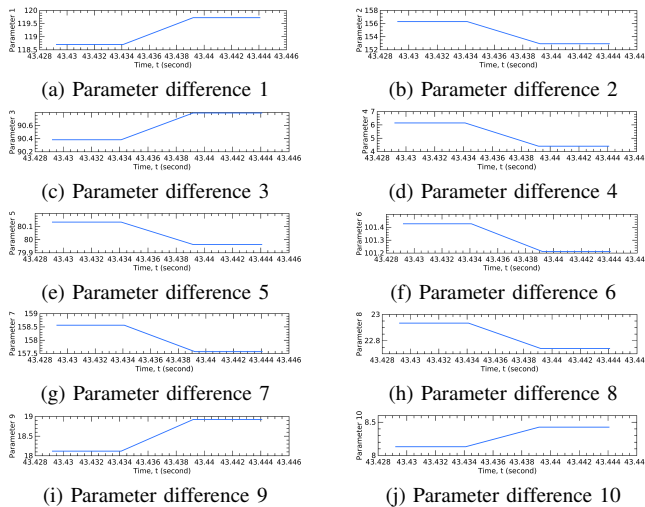 Parameter 1
120
119.5
119
118.5
43.428 43.43 43.432 43.434 43.436 43.438 43.44 43.442 43.444 43.446
Time, t (second)
(a) Parameter difference 1
Parameter 2
158
156
154
152
43.428 43.43 43.432 43.434 43.436 43.438 43.44 43.442 43.444 43.44
Time, t (second)
(b) Parameter difference 2
Parameter 3
90.6
90.4
90.2
43.428 43.43 43.432 43.434 43.436 43.438 43.44 43.442 43.444 43.446
Time, t (second)
(c) Parameter difference 3
Parameter 4
7
6
5
4
43.428 43.43 43.432 43.434 43.436 43.438 43.44 43.442 43.444 43.44
Time, t (second)
(d) Parameter difference 4
Parameter 5
80.1
80
79.9
43.428 43.43 43.432 43.434 43.436 43.438 43.44 43.442 43.444 43.446
Time, t (second)
(e) Parameter difference 5
Parameter 6
101.4
101.3
101.2
43.428 43.43 43.432 43.434 43.436 43.438 43.44 43.442 43.444 43.44
Time, t (second)
(f) Parameter difference 6
Parameter 7
159
158.5
158
157.5
43.428 43.43 43.432 43.434 43.436 43.438 43.44 43.442 43.444 43.446
Time, t (second)
(g) Parameter difference 7
Parameter 8
23
22.8
43.428 43.43 43.432 43.434 43.436 43.438 43.44 43.442 43.444 43.44
Time, t (second)
(h) Parameter difference 8
Parameter 9
19
18.5
18
43.428 43.43 43.432 43.434 43.436 43.438 43.44 43.442 43.444 43.446
Time, t (second)
(i) Parameter difference 9
Parameter 10
8.5
8
43.428 43.43 43.432 43.434 43.436 43.438 43.44 43.442 43.444 43.44
Time, t (second)
(j) Parameter difference 10